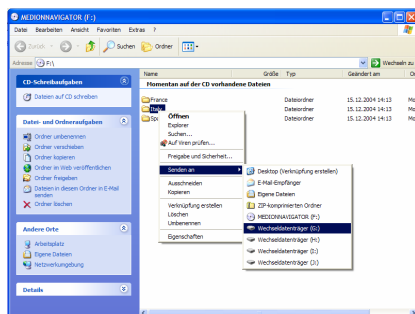 MEDIONNAVIGATOR (F:)
Datei Bearbeiten Ansicht Favoriten Extras ?
Zurück Suchen Ordner
Adresse F:\ Wechseln zu
CD-Schreibaufgaben
Dateien auf CD schreiben
Datei- und Ordneraufgaben
Ordner umbenennen
Ordner verschieben
Ordner kopieren
Ordner im Web veröffentlichen
Ordner freigeben
Dateien in diesem Ordner in E-Mail
senden
Ordner löschen
Andere Orte
Arbeitsplatz
Eigene Dateien
Netzwerkumgebung
Details
Name Größe Typ Geändert am
Momentan auf der CD vorhandene Dateien
France Dateiordner 15.12.2004 14:13
Italy Dateiordner 15.12.2004 14:13
Spa Dateiordner 15.12.2004 14:13
Öffnen
Explorer
Suchen...
Auf Viren prüfen...
Freigabe und Sicherheit...
Senden an
Ausschneiden
Kopieren
Verknüpfung erstellen
Löschen
Umbenennen
Eigenschaften
Desktop (Verknüpfung erstellen)
E-Mail-Empfänger
Eigene Dateien
ZIP-komprimierten Ordner
MEDIONNAVIGATOR (F:)
Wechseldatenträger (G:)
Wechseldatenträger (H:)
Wechseldatenträger (I:)
Wechseldatenträger (J:)